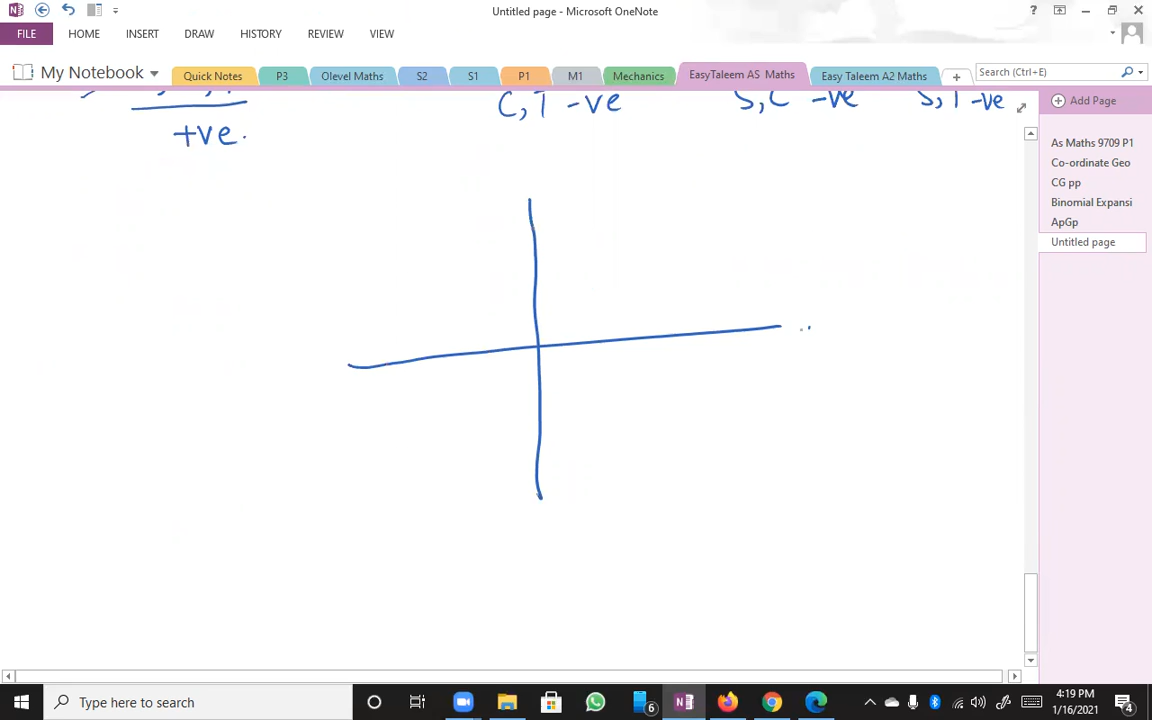 Untitled page - Microsoft OneNote
FILE HOME INSERT DRAW HISTORY REVIEW VIEW
My Notebook Quick Notes P3 Olevel Maths S2 S1 P1 M1 Mechanics EasyTaleem AS Maths Easy Taleem A2 Maths Search (Ctrl+E)
Add Page
As Maths 9709 P1
Co-ordinate Geo
CG pp
Binomial Expansi
ApGp
Untitled page
C, T -ve S, C -ve S, T -ve
+ve.
Type here to search
6
4:19 PM
1/16/2021
4